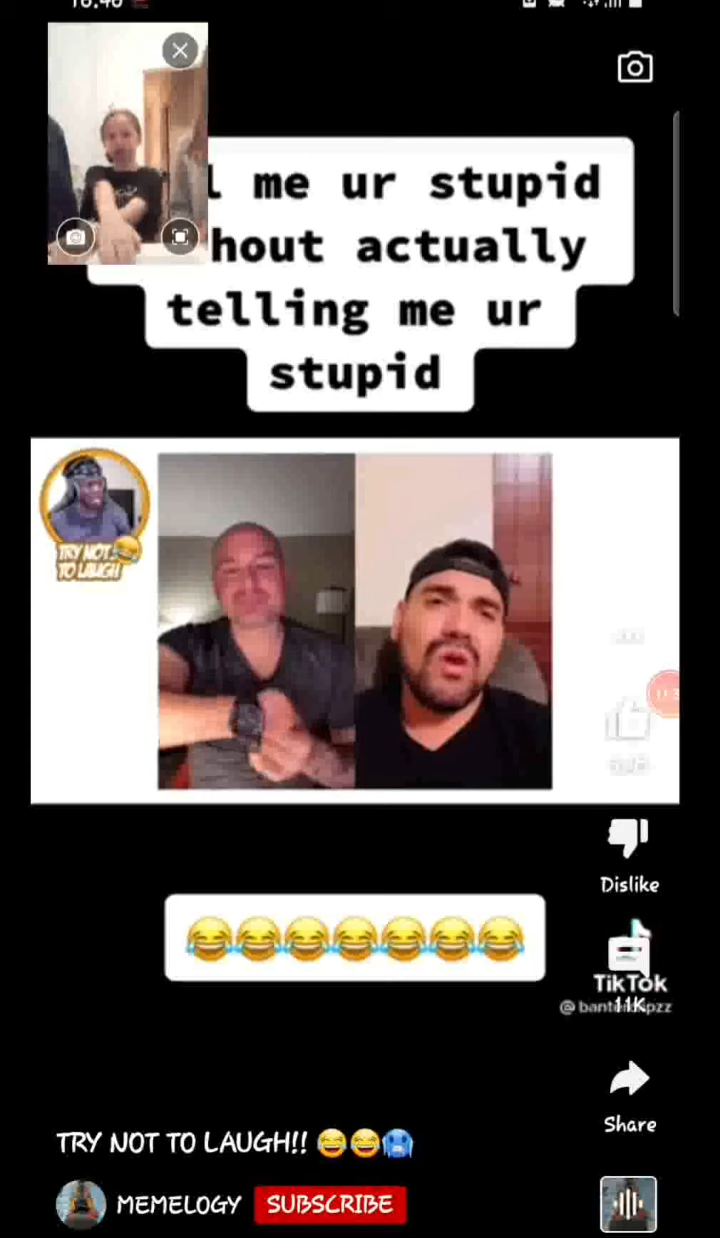 me ur stupid
hout actually
telling me ur
stupid
TRY NOT
TO LAUGH
Dislike
TikTok
11K
Share
TRY NOT TO LAUGH!! 😂😂🥶
MEMELOGY SUBSCRIBE